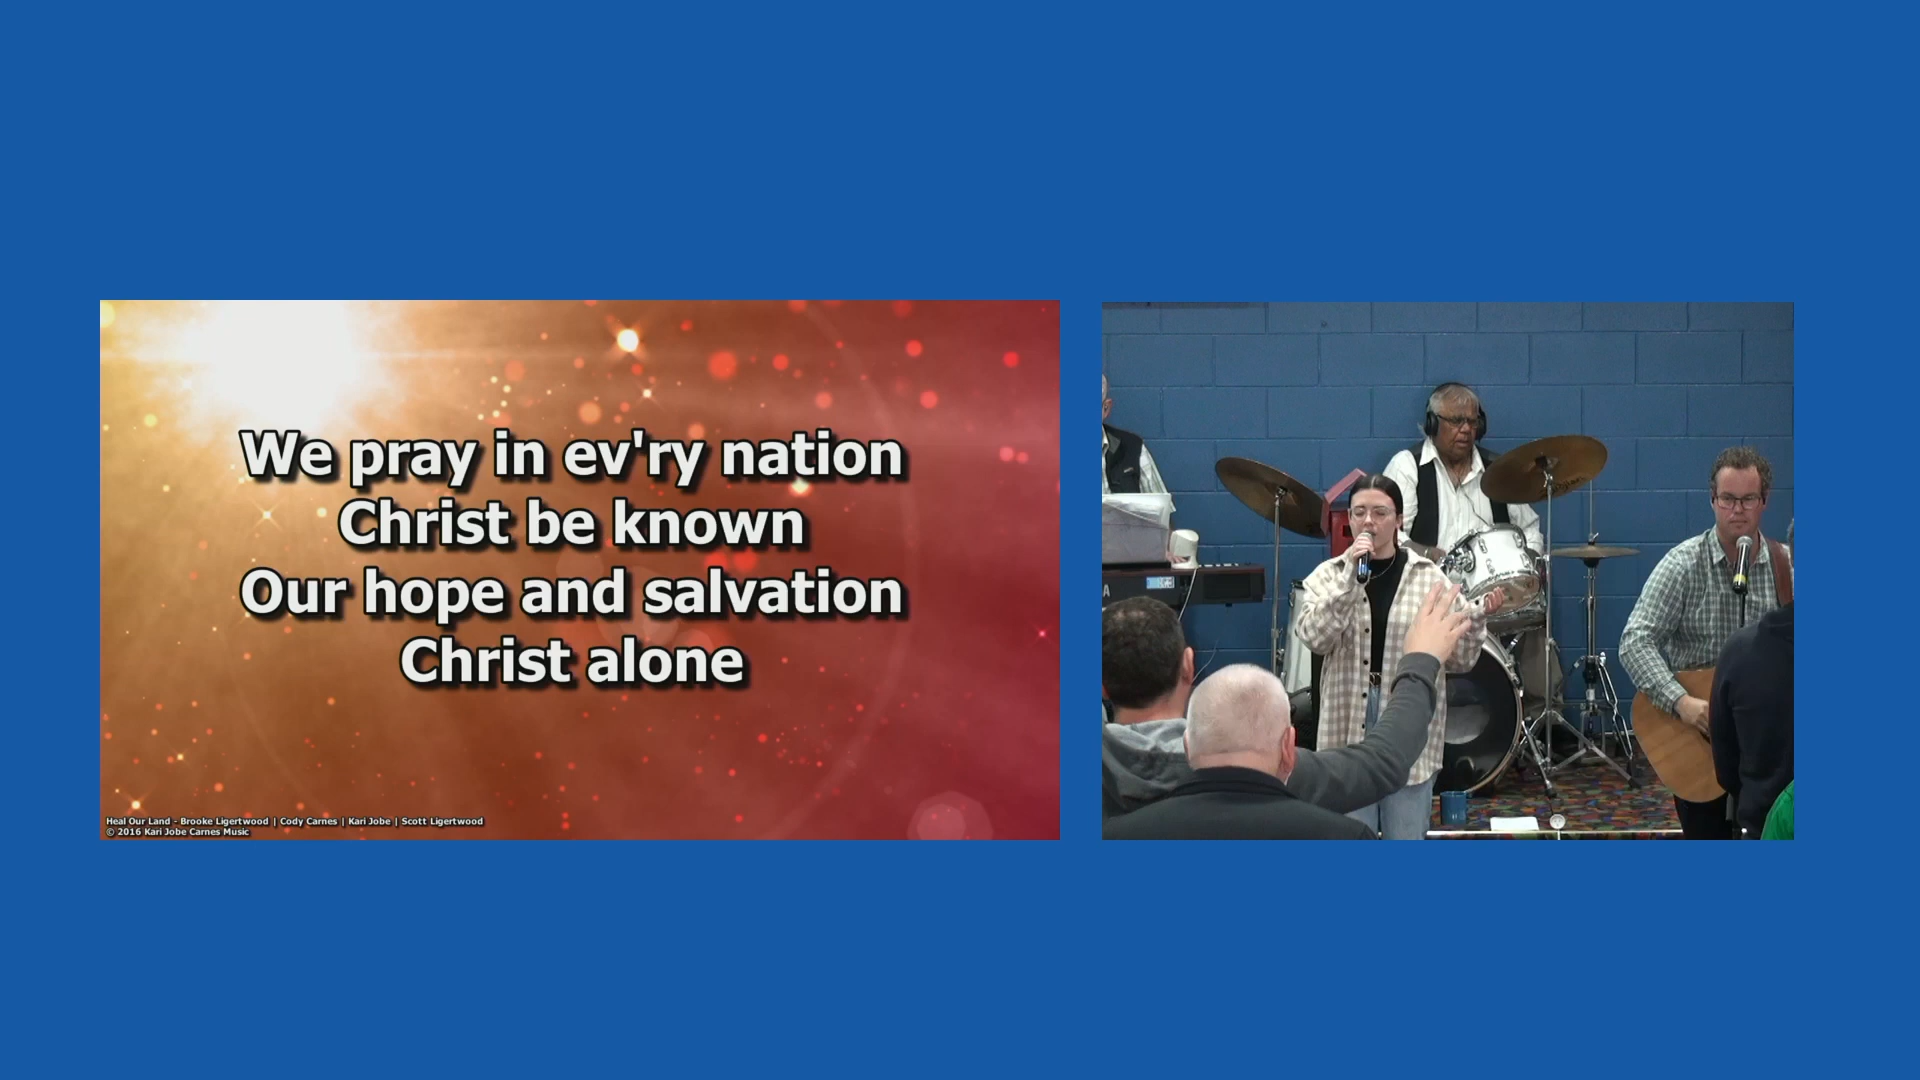 We pray in ev'ry nation
Christ be known
Our hope and salvation
Christ alone
Heal Our Land - Brooke Ligertwood | Cody Carnes | Kari Jobe | Scott Ligertwood
© 2016 Kari Jobe Carnes Music